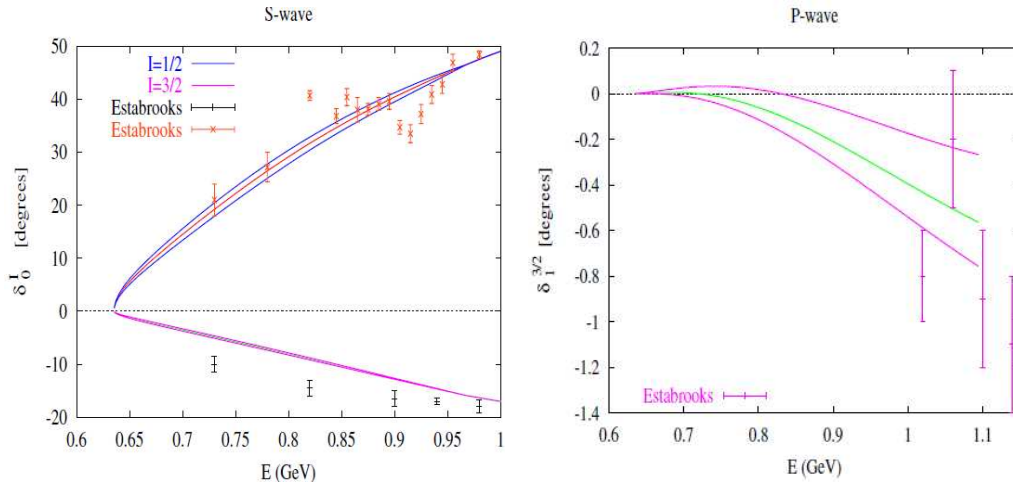 S-wave
50
40
30
20
10
0
-10
-20
δ₀ᴵ [degrees]
I=1/2
I=3/2
Estabrooks
Estabrooks
0.6 0.65 0.7 0.75 0.8 0.85 0.9 0.95 1
E (GeV)
P-wave
0.2
0
-0.2
-0.4
-0.6
-0.8
-1
-1.2
-1.4
δ₁^3/2 [degrees]
Estabrooks
0.6 0.7 0.8 0.9 1 1.1
E (GeV)